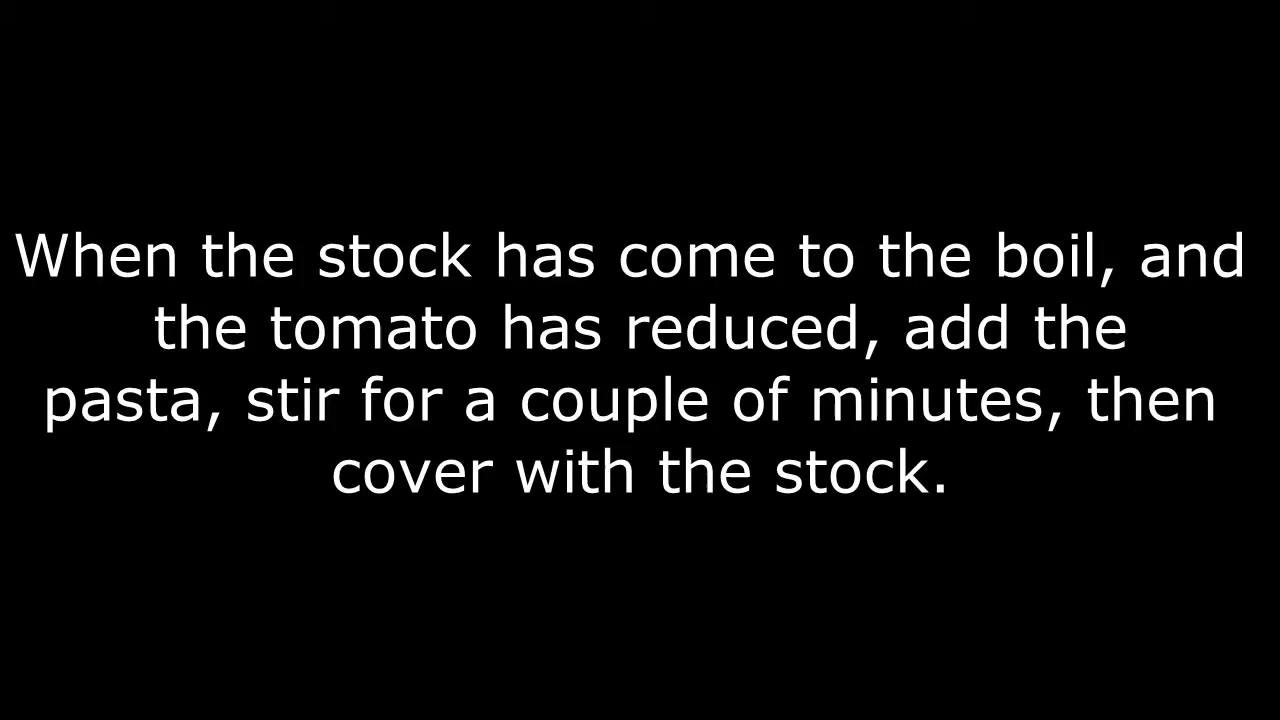 When the stock has come to the boil, and
the tomato has reduced, add the
pasta, stir for a couple of minutes, then
cover with the stock.